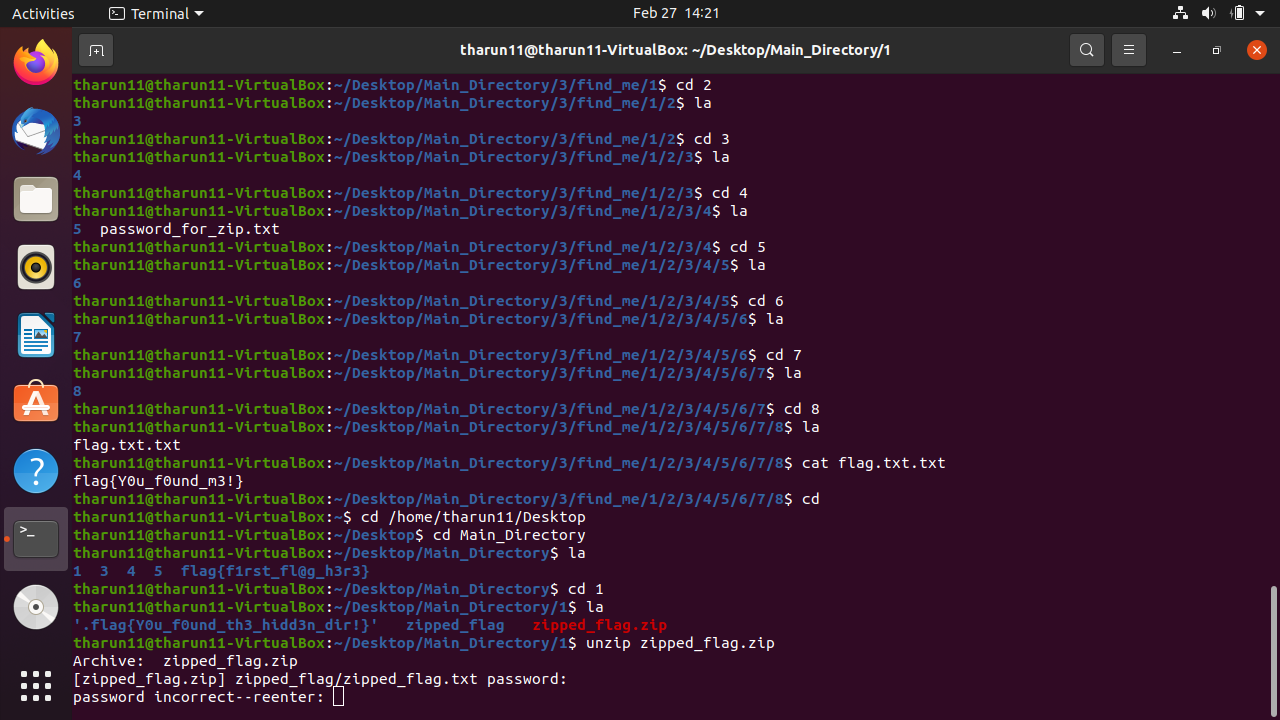 Activities
Terminal
Feb 27 14:21
tharun11@tharun11-VirtualBox: ~/Desktop/Main_Directory/1
tharun11@tharun11-VirtualBox:~/Desktop/Main_Directory/3/find_me/1$ cd 2
tharun11@tharun11-VirtualBox:~/Desktop/Main_Directory/3/find_me/1/2$ la
3
tharun11@tharun11-VirtualBox:~/Desktop/Main_Directory/3/find_me/1/2$ cd 3
tharun11@tharun11-VirtualBox:~/Desktop/Main_Directory/3/find_me/1/2/3$ la
4
tharun11@tharun11-VirtualBox:~/Desktop/Main_Directory/3/find_me/1/2/3$ cd 4
tharun11@tharun11-VirtualBox:~/Desktop/Main_Directory/3/find_me/1/2/3/4$ la
5  password_for_zip.txt
tharun11@tharun11-VirtualBox:~/Desktop/Main_Directory/3/find_me/1/2/3/4$ cd 5
tharun11@tharun11-VirtualBox:~/Desktop/Main_Directory/3/find_me/1/2/3/4/5$ la
6
tharun11@tharun11-VirtualBox:~/Desktop/Main_Directory/3/find_me/1/2/3/4/5$ cd 6
tharun11@tharun11-VirtualBox:~/Desktop/Main_Directory/3/find_me/1/2/3/4/5/6$ la
7
tharun11@tharun11-VirtualBox:~/Desktop/Main_Directory/3/find_me/1/2/3/4/5/6$ cd 7
tharun11@tharun11-VirtualBox:~/Desktop/Main_Directory/3/find_me/1/2/3/4/5/6/7$ la
8
tharun11@tharun11-VirtualBox:~/Desktop/Main_Directory/3/find_me/1/2/3/4/5/6/7$ cd 8
tharun11@tharun11-VirtualBox:~/Desktop/Main_Directory/3/find_me/1/2/3/4/5/6/7/8$ la
flag.txt.txt
tharun11@tharun11-VirtualBox:~/Desktop/Main_Directory/3/find_me/1/2/3/4/5/6/7/8$ cat flag.txt.txt
flag{Y0u_f0und_m3!}
tharun11@tharun11-VirtualBox:~/Desktop/Main_Directory/3/find_me/1/2/3/4/5/6/7/8$ cd
tharun11@tharun11-VirtualBox:~$ cd /home/tharun11/Desktop
tharun11@tharun11-VirtualBox:~/Desktop$ cd Main_Directory
tharun11@tharun11-VirtualBox:~/Desktop/Main_Directory$ la
1  3  4  5  flag{f1rst_fl@g_h3r3}
tharun11@tharun11-VirtualBox:~/Desktop/Main_Directory$ cd 1
tharun11@tharun11-VirtualBox:~/Desktop/Main_Directory/1$ la
'.flag{Y0u_f0und_th3_hidd3n_dir!}'   zipped_flag   zipped_flag.zip
tharun11@tharun11-VirtualBox:~/Desktop/Main_Directory/1$ unzip zipped_flag.zip
Archive:  zipped_flag.zip
[zipped_flag.zip] zipped_flag/zipped_flag.txt password:
password incorrect--reenter: